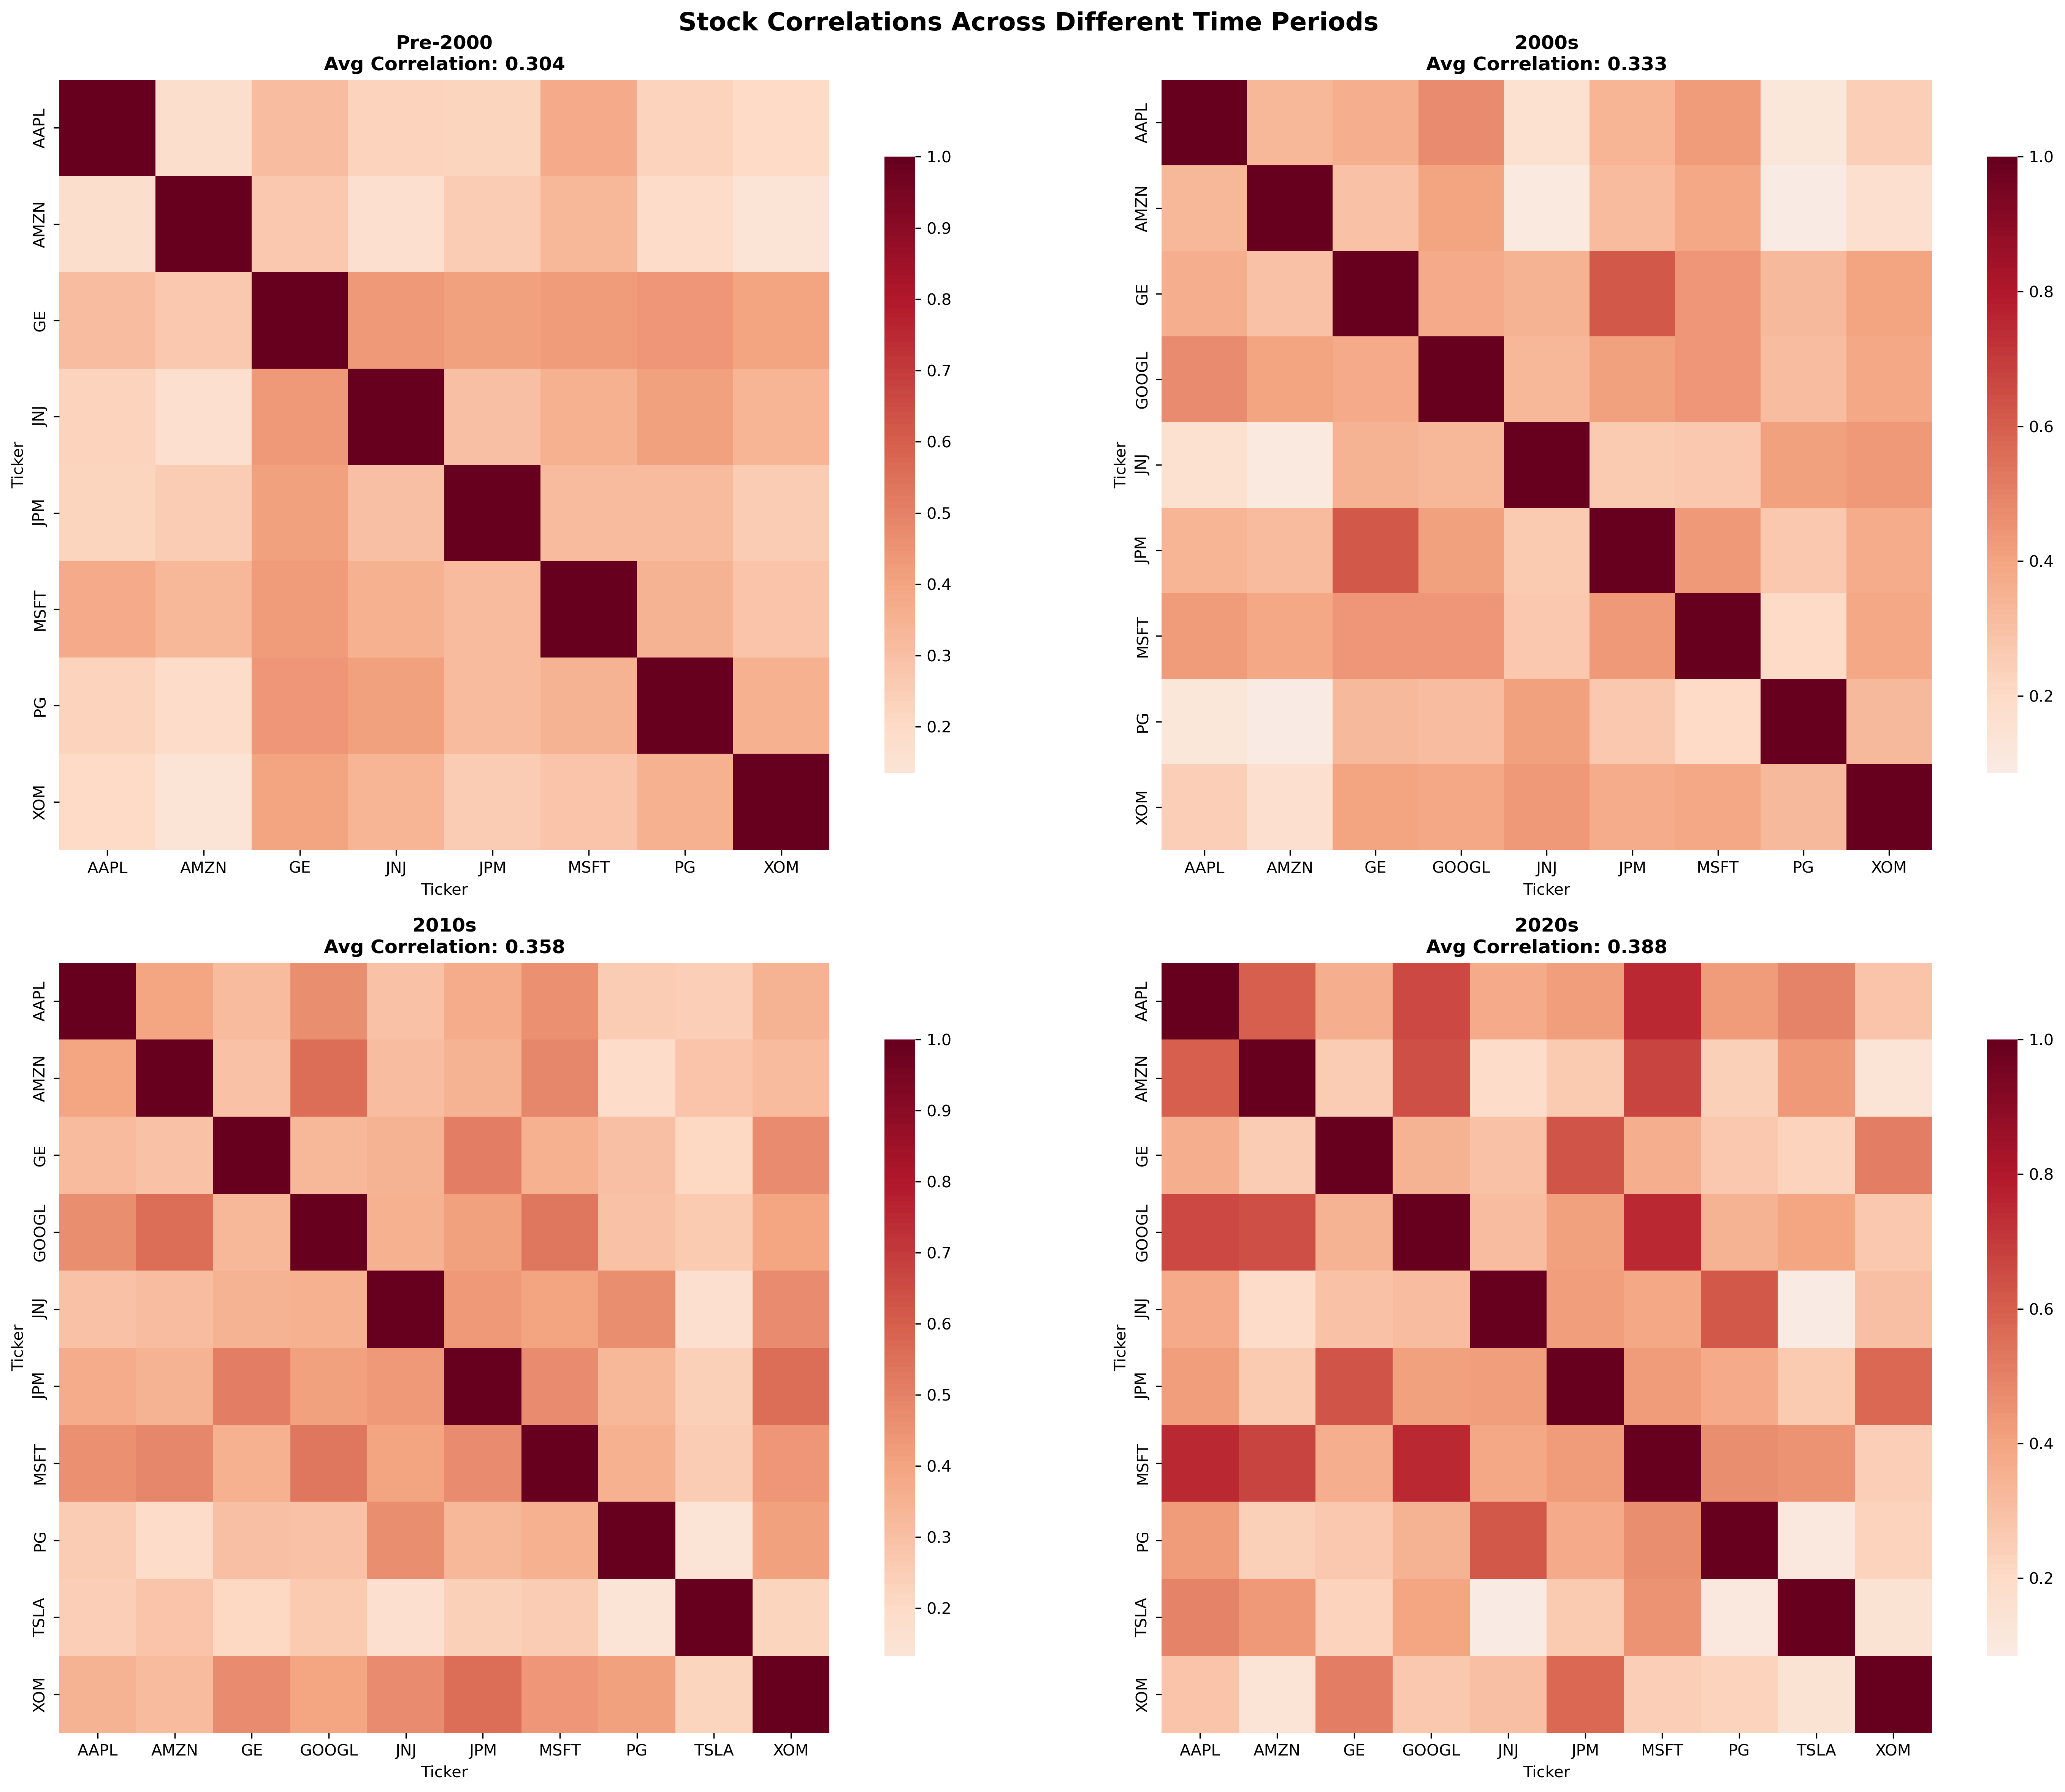 Stock Correlations Across Different Time Periods
Pre-2000
Avg Correlation: 0.304
AAPL
AMZN
GE
JNJ
JPM
MSFT
PG
XOM
Ticker
AAPL AMZN GE JNJ JPM MSFT PG XOM
Ticker
1.0
0.9
0.8
0.7
0.6
0.5
0.4
0.3
0.2
2000s
Avg Correlation: 0.333
AAPL
AMZN
GE
GOOGL
JNJ
JPM
MSFT
PG
XOM
Ticker
AAPL AMZN GE GOOGL JNJ JPM MSFT PG XOM
Ticker
1.0
0.8
0.6
0.4
0.2
2010s
Avg Correlation: 0.358
AAPL
AMZN
GE
GOOGL
JNJ
JPM
MSFT
PG
TSLA
XOM
Ticker
AAPL AMZN GE GOOGL JNJ JPM MSFT PG TSLA XOM
Ticker
1.0
0.9
0.8
0.7
0.6
0.5
0.4
0.3
0.2
2020s
Avg Correlation: 0.388
AAPL
AMZN
GE
GOOGL
JNJ
JPM
MSFT
PG
TSLA
XOM
Ticker
AAPL AMZN GE GOOGL JNJ JPM MSFT PG TSLA XOM
Ticker
1.0
0.8
0.6
0.4
0.2